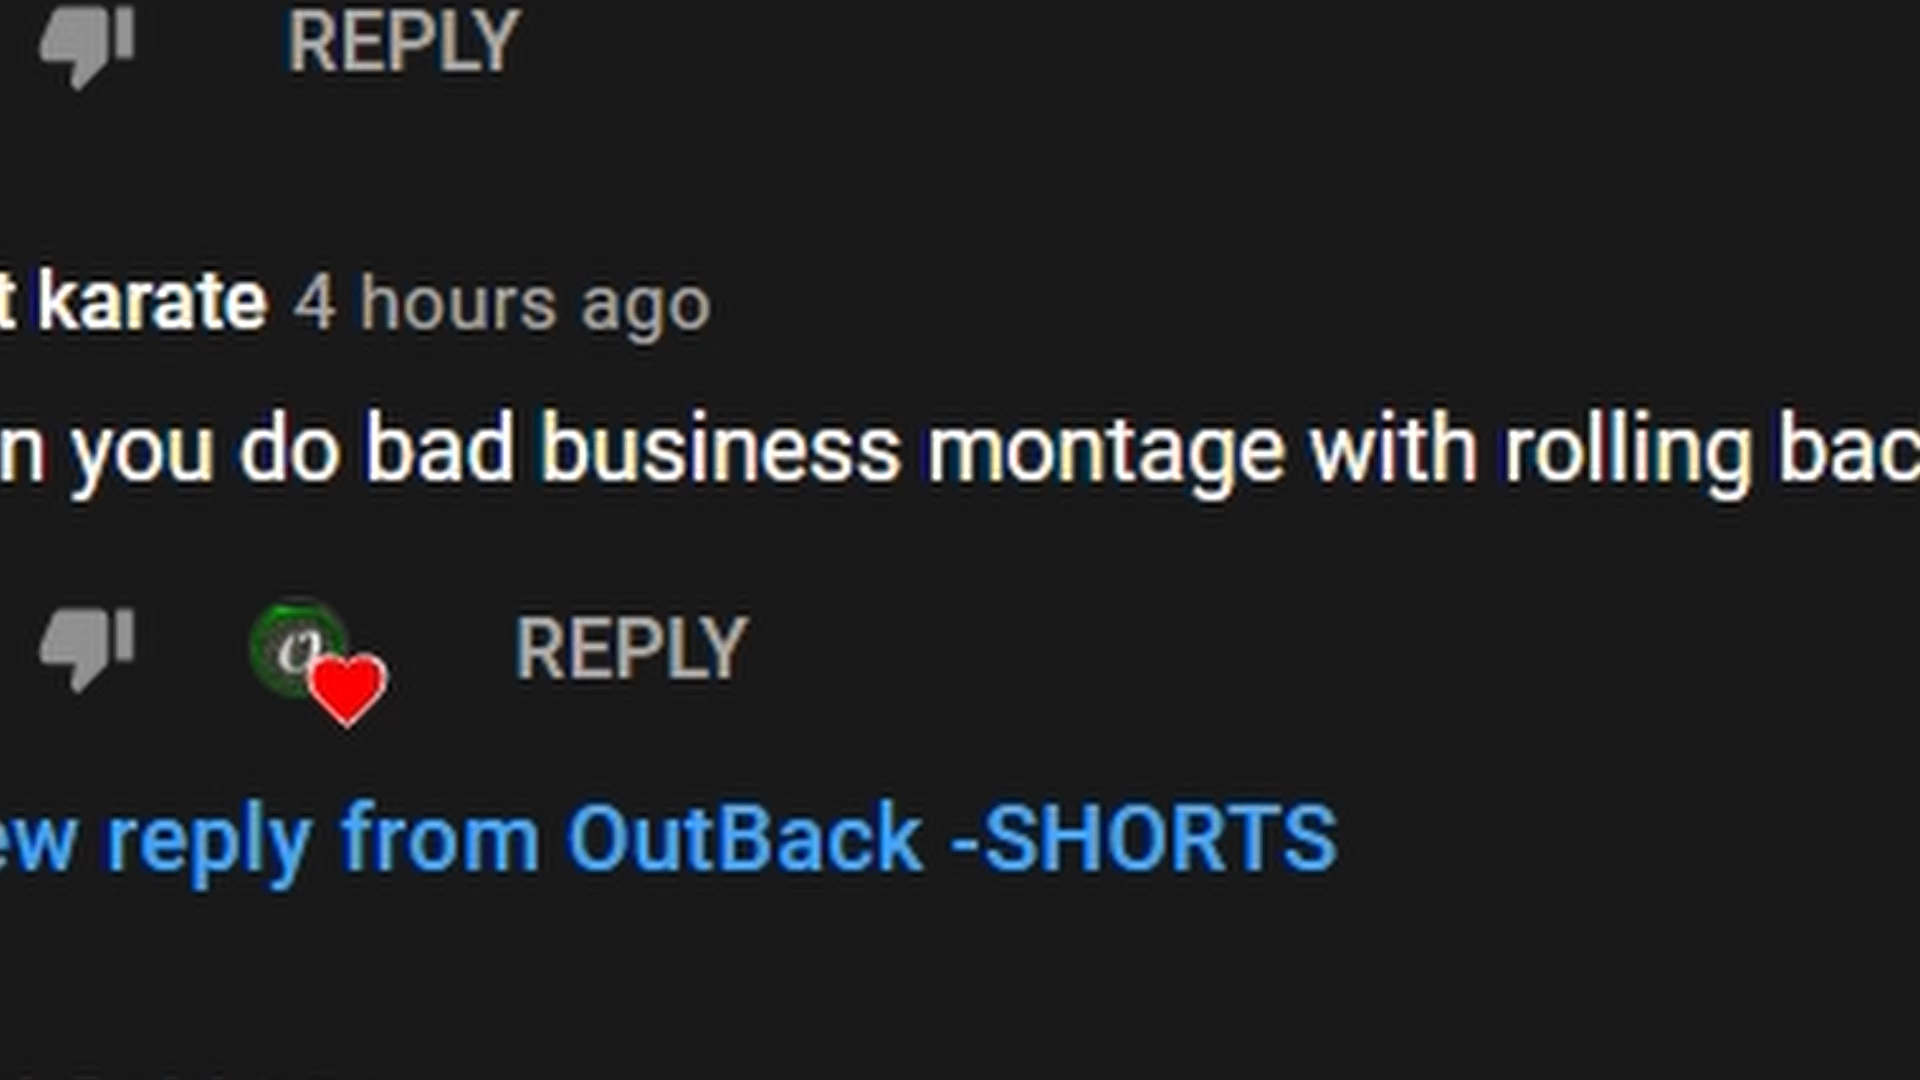 REPLY
t karate 4 hours ago
n you do bad business montage with rolling bac
REPLY
ew reply from OutBack -SHORTS